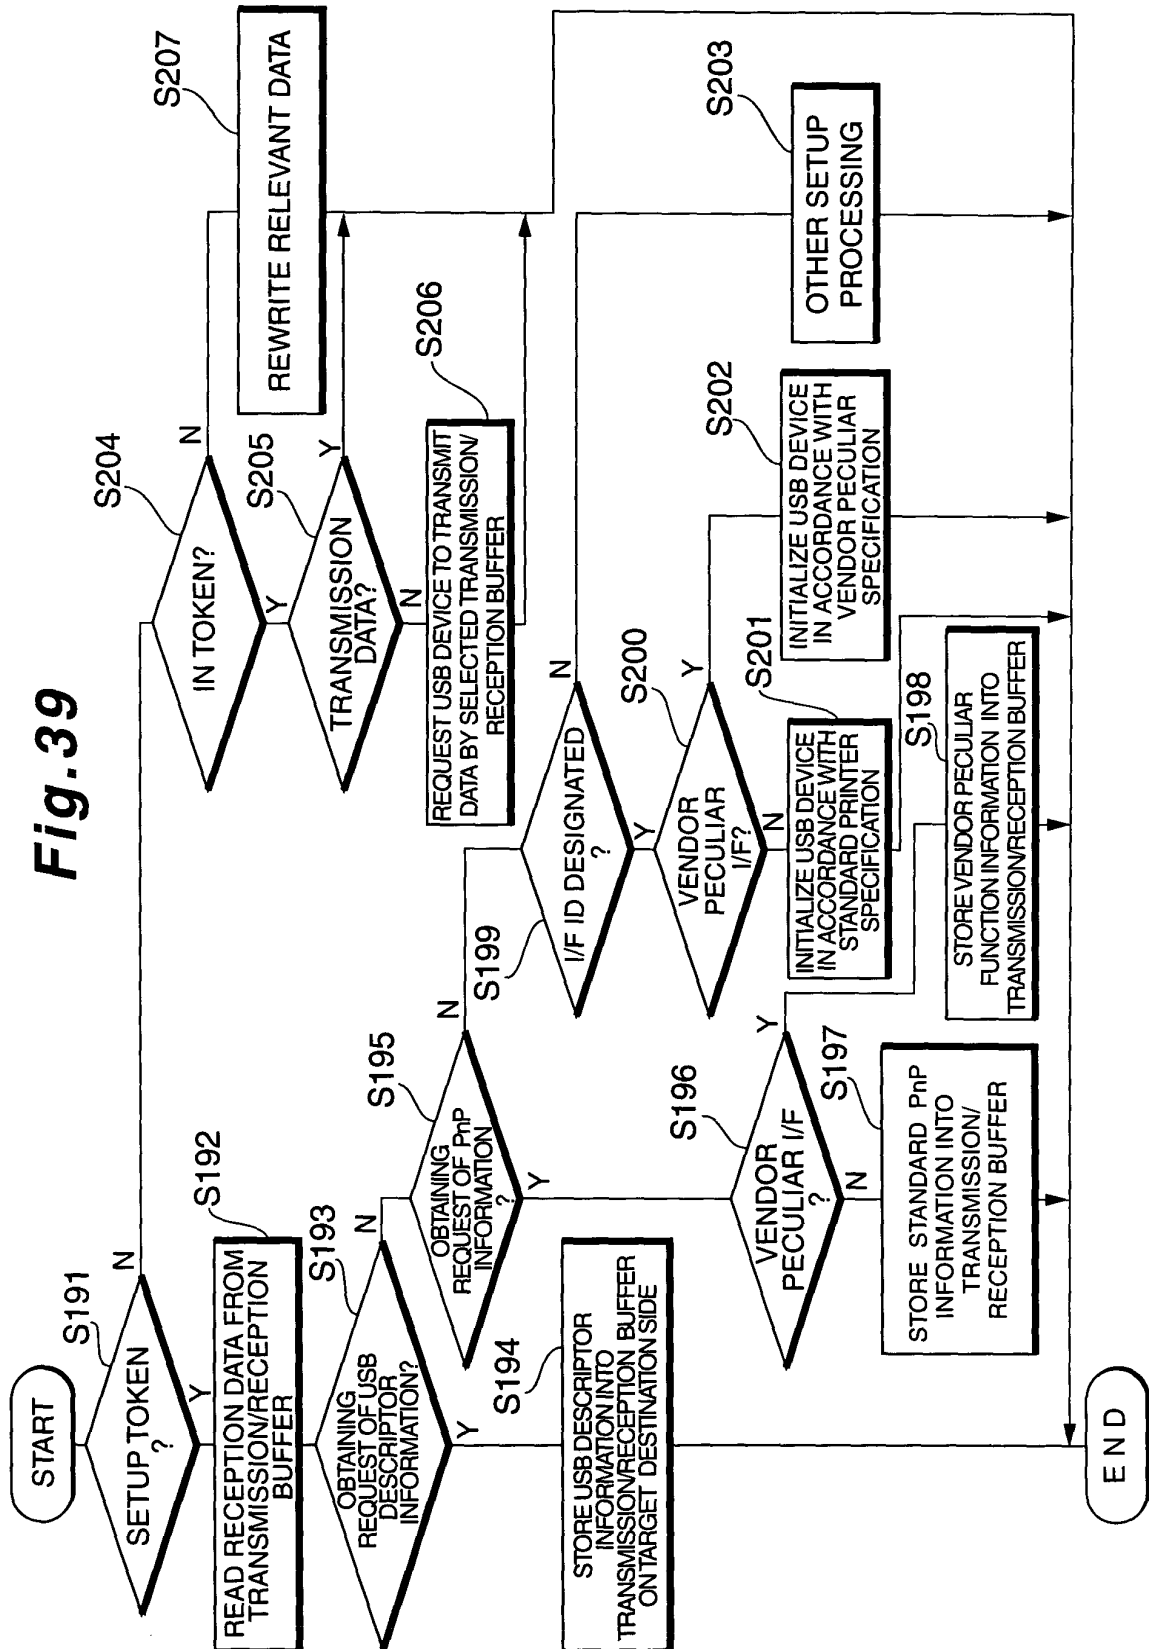 Fig.39
START
S191
SETUP TOKEN
?
N
Y
S192
READ RECEPTION DATA FROM
TRANSMISSION/RECEPTION
BUFFER
S193
OBTAINING
REQUEST OF USB
DESCRIPTOR
INFORMATION?
N
Y
S194
STORE USB DESCRIPTOR
INFORMATION INTO
TRANSMISSION/RECEPTION BUFFER
ON TARGET DESTINATION SIDE
S195
OBTAINING
REQUEST OF PnP
INFORMATION
?
N
Y
S196
VENDOR
PECULIAR I/F
?
Y
N
S197
STORE STANDARD PnP
INFORMATION INTO
TRANSMISSION/
RECEPTION BUFFER
S198
STORE VENDOR PECULIAR
FUNCTION INFORMATION INTO
TRANSMISSION/RECEPTION BUFFER
S199
I/F ID DESIGNATED
?
N
Y
S200
VENDOR
PECULIAR
I/F?
Y
N
S201
INITIALIZE USB DEVICE
IN ACCORDANCE WITH
STANDARD PRINTER
SPECIFICATION
S202
INITIALIZE USB DEVICE
IN ACCORDANCE WITH
VENDOR PECULIAR
SPECIFICATION
S203
OTHER SETUP
PROCESSING
S204
IN TOKEN?
N
Y
S205
TRANSMISSION
DATA?
Y
N
S206
REQUEST USB DEVICE TO TRANSMIT
DATA BY SELECTED TRANSMISSION/
RECEPTION BUFFER
S207
REWRITE RELEVANT DATA
END